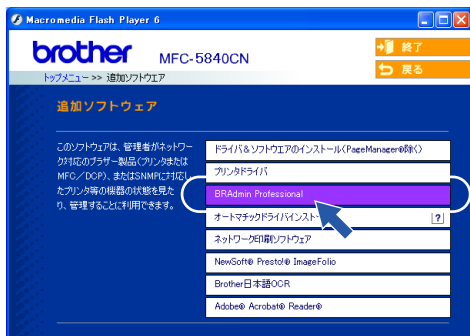 Macromedia Flash Player 6
brother
MFC-5840CN
終了
戻る
トップメニュー >> 追加ソフトウエア
追加ソフトウェア
このソフトウェアは、管理者がネットワー
ク対応のブラザー製品(プリンタまたは
MFC/DCP)、またはSNMPに対応し
たプリンタ等の機器の状態を見た
り、管理することに利用できます。
ドライバ&ソフトウエアのインストール(PageManager®除く)
プリンタドライバ
BRAdmin Professional
オートマチックドライバインスト
?
ネットワーク印刷ソフトウェア
NewSoft® Presto!® ImageFolio
Brother日本語OCR
Adobe® Acrobat® Reader®